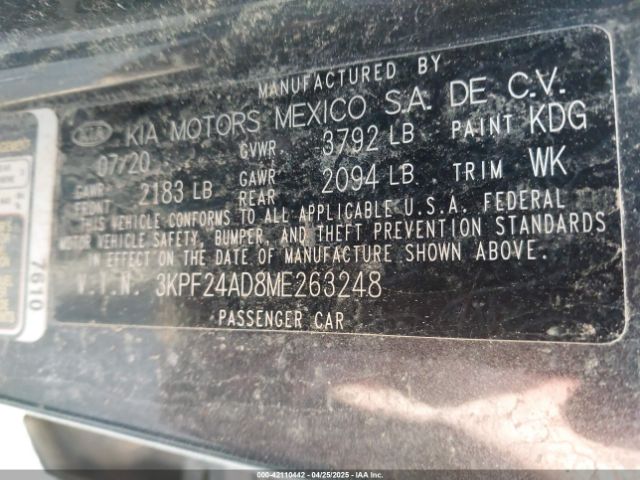 MANUFACTURED BY
KIA KIA MOTORS MEXICO S.A. DE C.V.
07/20 GVWR 3792 LB PAINT KDG
GAWR FRONT 2183 LB GAWR REAR 2094 LB TRIM WK
THIS VEHICLE CONFORMS TO ALL APPLICABLE U.S.A. FEDERAL
MOTOR VEHICLE SAFETY, BUMPER, AND THEFT PREVENTION STANDARDS
IN EFFECT ON THE DATE OF MANUFACTURE SHOWN ABOVE.
V.I.N. 3KPF24AD8ME263248
PASSENGER CAR
7610
000-42110442 - 04/25/2025 - IAA Inc.